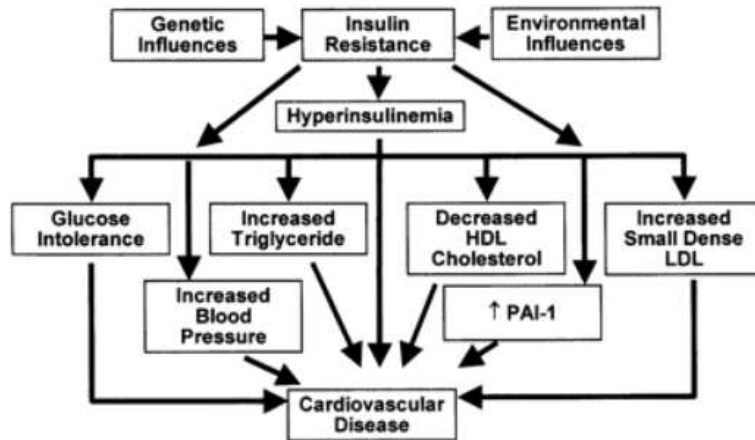 Genetic
Influences
Insulin
Resistance
Environmental
Influences
Hyperinsulinemia
Glucose
Intolerance
Increased
Triglyceride
Decreased
HDL
Cholesterol
Increased
Small Dense
LDL
Increased
Blood
Pressure
↑ PAI-1
Cardiovascular
Disease